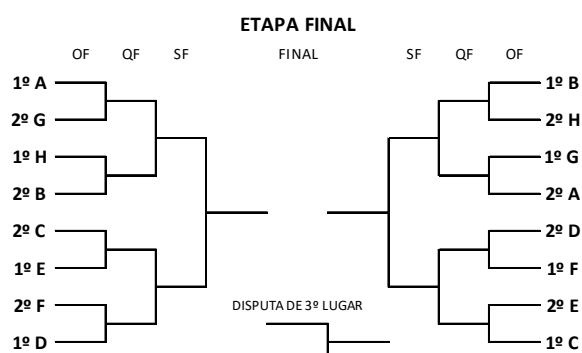 ETAPA FINAL
OF QF SF FINAL SF QF OF
1º A 1º B
2º G 2º H
1º H 1º G
2º B 2º A
2º C 2º D
1º E 1º F
2º F DISPUTA DE 3º LUGAR 2º E
1º D 1º C